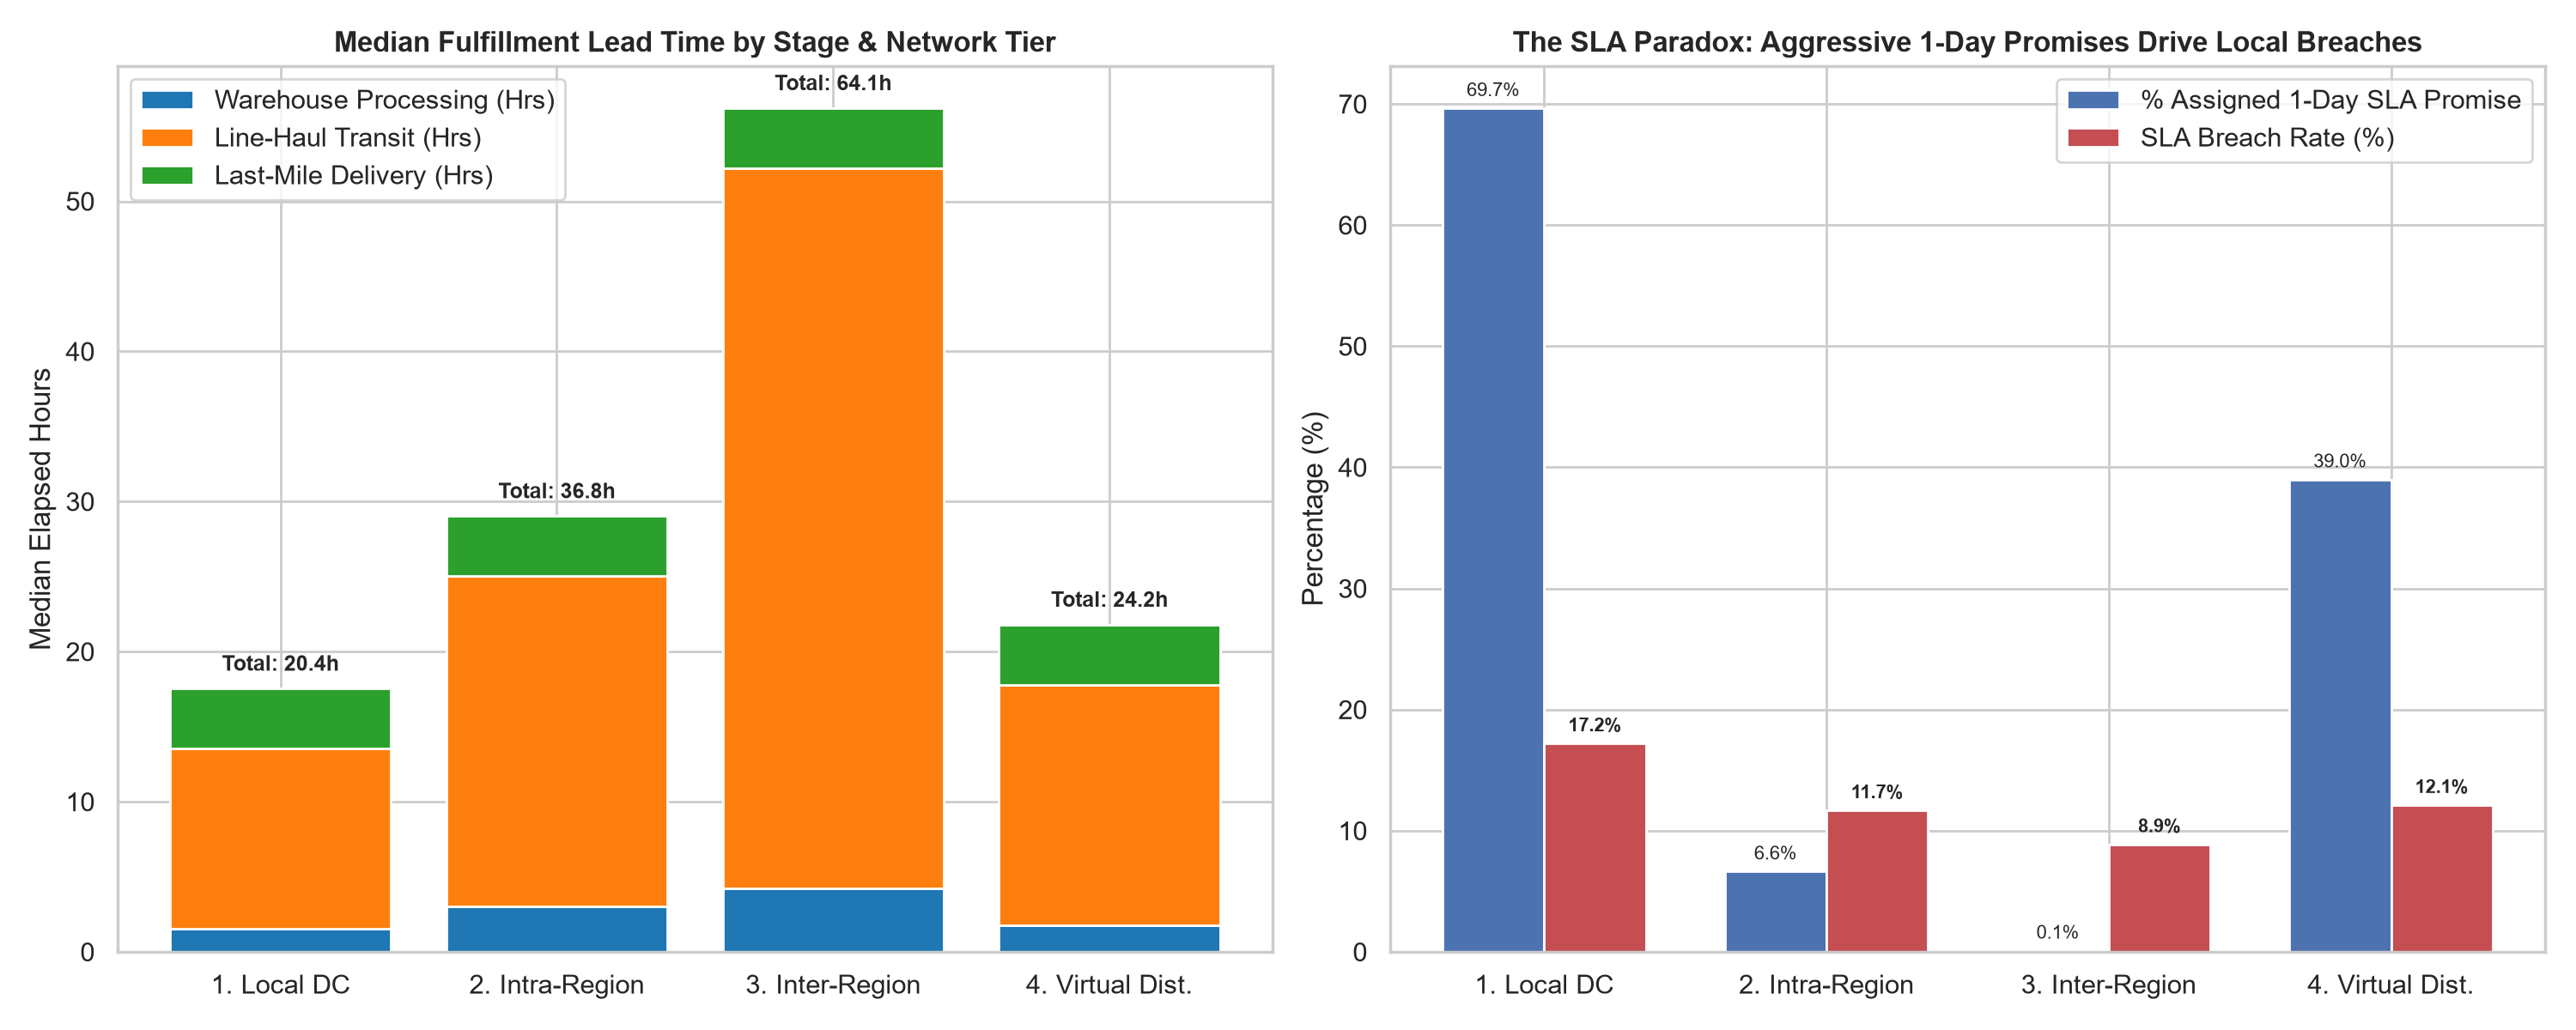 Median Fulfillment Lead Time by Stage & Network Tier
Warehouse Processing (Hrs)
Line-Haul Transit (Hrs)
Last-Mile Delivery (Hrs)
Total: 20.4h
Total: 36.8h
Total: 64.1h
Total: 24.2h
Median Elapsed Hours
50
40
30
20
10
0
1. Local DC
2. Intra-Region
3. Inter-Region
4. Virtual Dist.
The SLA Paradox: Aggressive 1-Day Promises Drive Local Breaches
% Assigned 1-Day SLA Promise
SLA Breach Rate (%)
69.7%
17.2%
6.6%
11.7%
0.1%
8.9%
39.0%
12.1%
Percentage (%)
70
60
50
40
30
20
10
0
1. Local DC
2. Intra-Region
3. Inter-Region
4. Virtual Dist.